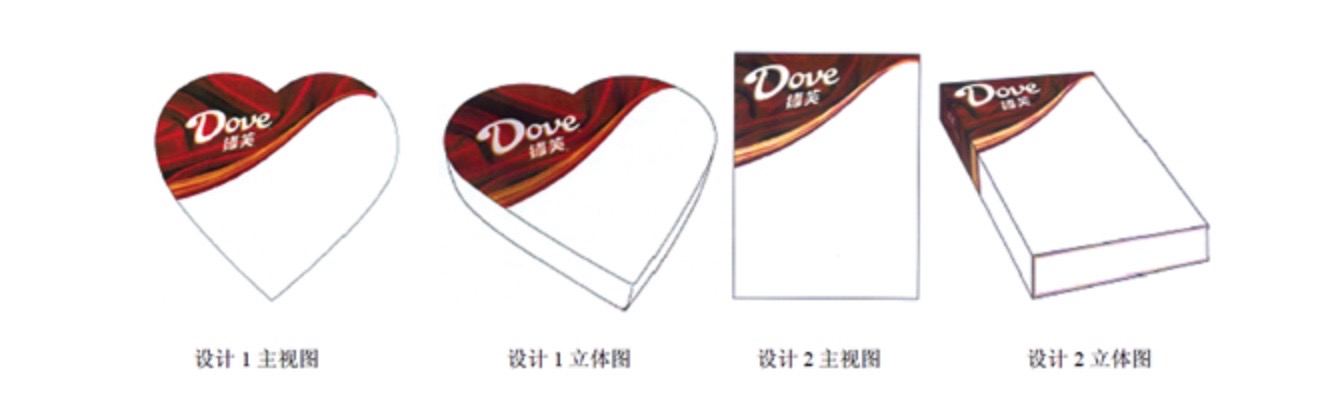 Dove
德芙
Dove
德芙
Dove
德芙
Dove
德芙
设计 1 主视图
设计 1 立体图
设计 2 主视图
设计 2 立体图